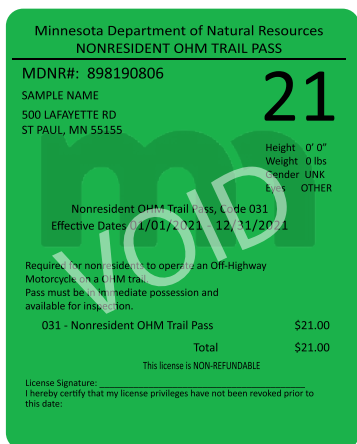 Minnesota Department of Natural Resources
NONRESIDENT OHM TRAIL PASS
MDNR#: 898190806
21
SAMPLE NAME
500 LAFAYETTE RD
ST PAUL, MN 55155
Height 0' 0"
Weight 0 lbs
Gender UNK
Eyes OTHER
mn
VOID
Nonresident OHM Trail Pass, Code 031
Effective Dates 01/01/2021 - 12/31/2021
Required for nonresidents to operate an Off-Highway
Motorcycle on a OHM trail
Pass must be in immediate possession and
available for inspection.
031 - Nonresident OHM Trail Pass $21.00
Total $21.00
This license is NON-REFUNDABLE
License Signature: ________________________________
I hereby certify that my license privileges have not been revoked prior to
this date: